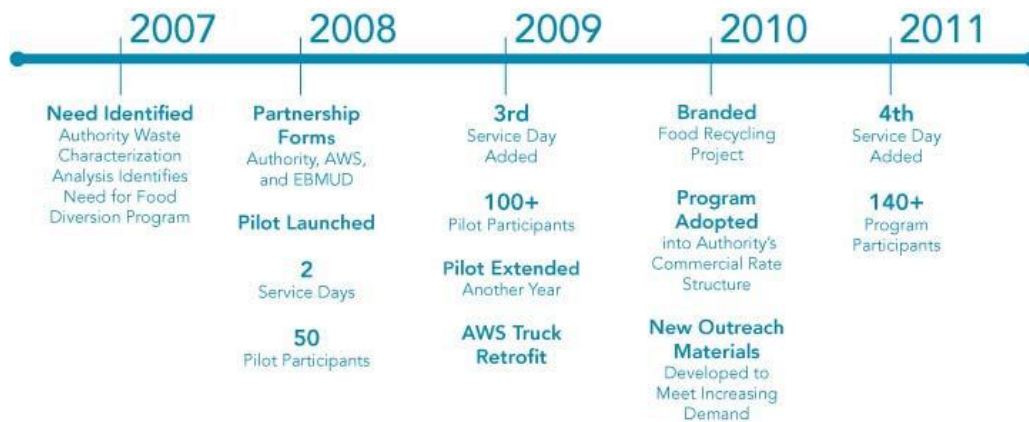 2007
2008
2009
2010
2011
Need Identified
Authority Waste
Characterization
Analysis Identifies
Need for Food
Diversion Program
Partnership
Forms
Authority, AWS,
and EBMUD
Pilot Launched
2
Service Days
50
Pilot Participants
3rd
Service Day
Added
100+
Pilot Participants
Pilot Extended
Another Year
AWS Truck
Retrofit
Branded
Food Recycling
Project
Program
Adopted
into Authority's
Commercial Rate
Structure
New Outreach
Materials
Developed to
Meet Increasing
Demand
4th
Service Day
Added
140+
Program
Participants